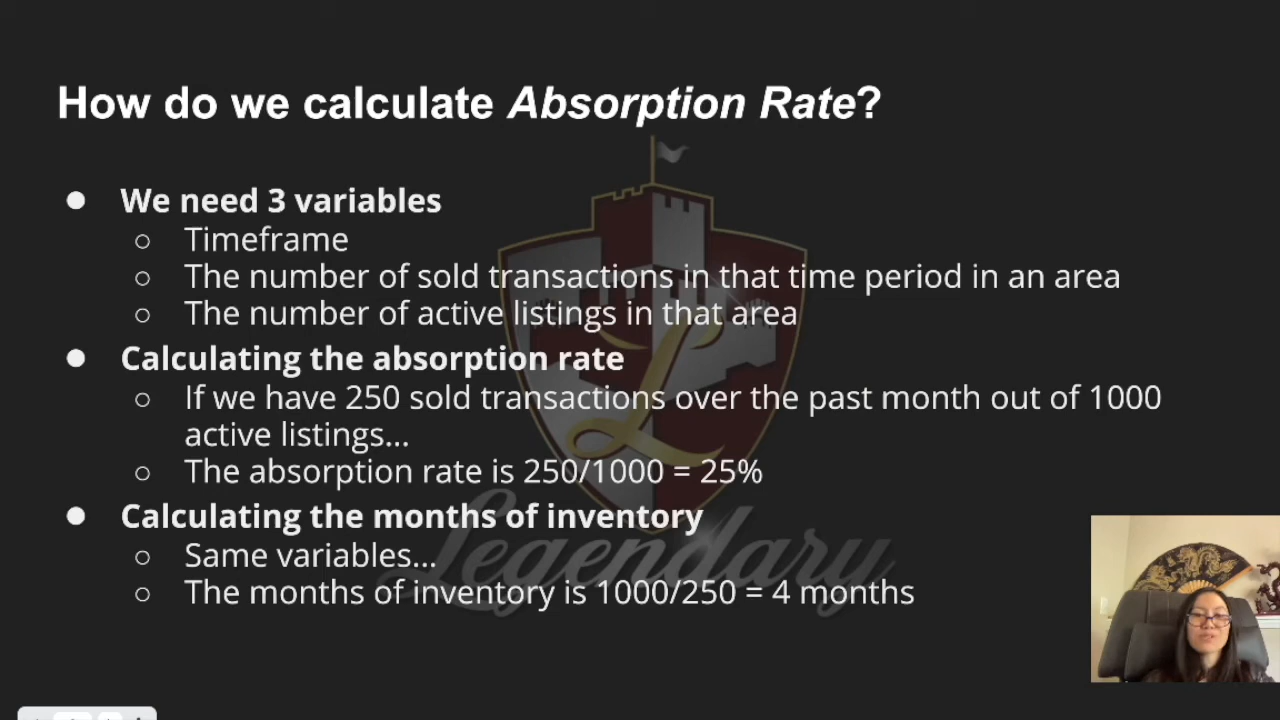 How do we calculate Absorption Rate?
● We need 3 variables
○ Timeframe
○ The number of sold transactions in that time period in an area
○ The number of active listings in that area
● Calculating the absorption rate
○ If we have 250 sold transactions over the past month out of 1000
active listings...
○ The absorption rate is 250/1000 = 25%
● Calculating the months of inventory
○ Same variables...
○ The months of inventory is 1000/250 = 4 months
L
Legendary